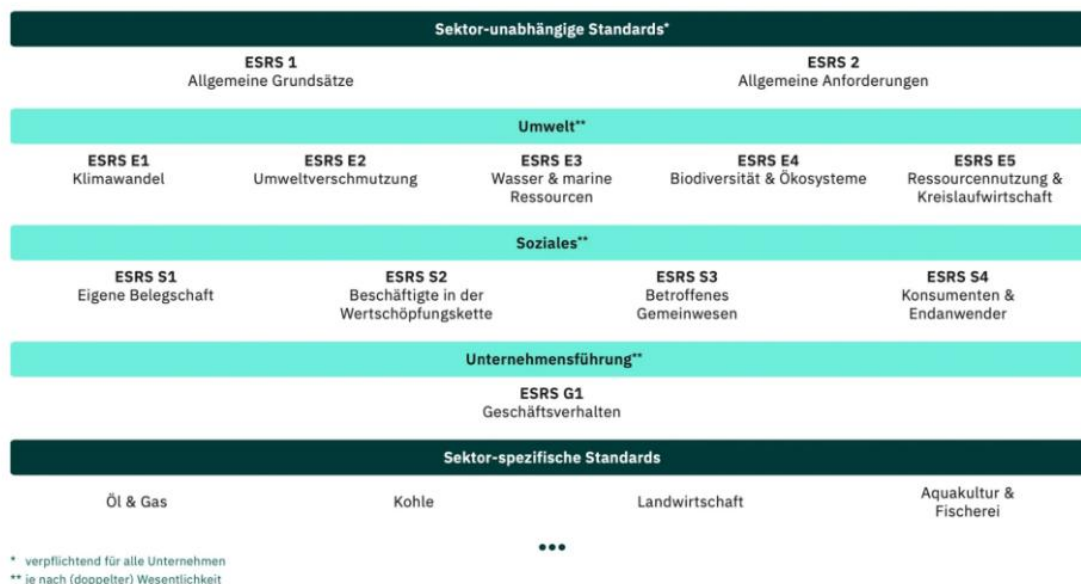 Sektor-unabhängige Standards*
ESRS 1
Allgemeine Grundsätze
ESRS 2
Allgemeine Anforderungen
Umwelt**
ESRS E1
Klimawandel
ESRS E2
Umweltverschmutzung
ESRS E3
Wasser & marine
Ressourcen
ESRS E4
Biodiversität & Ökosysteme
ESRS E5
Ressourcennutzung &
Kreislaufwirtschaft
Soziales**
ESRS S1
Eigene Belegschaft
ESRS S2
Beschäftigte in der
Wertschöpfungskette
ESRS S3
Betroffenes
Gemeinwesen
ESRS S4
Konsumenten &
Endanwender
Unternehmensführung**
ESRS G1
Geschäftsverhalten
Sektor-spezifische Standards
Öl & Gas
Kohle
Landwirtschaft
Aquakultur &
Fischerei
•••
* verpflichtend für alle Unternehmen
** je nach (doppelter) Wesentlichkeit